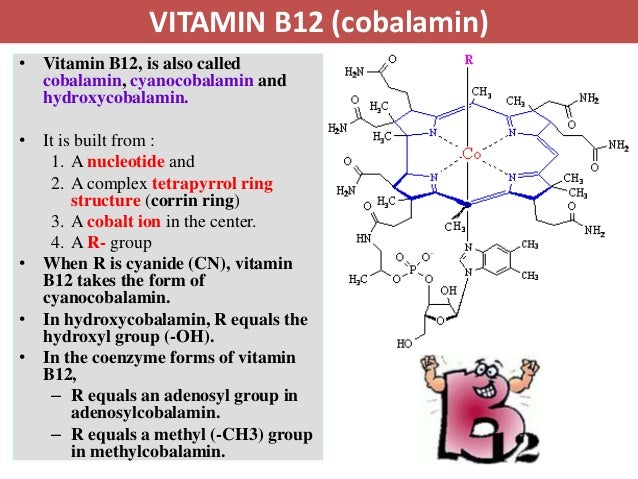 VITAMIN B12 (cobalamin)
• Vitamin B12, is also called
cobalamin, cyanocobalamin and
hydroxycobalamin.
• It is built from :
1. A nucleotide and
2. A complex tetrapyrrol ring
structure (corrin ring)
3. A cobalt ion in the center.
4. A R- group
• When R is cyanide (CN), vitamin
B12 takes the form of
cyanocobalamin.
• In hydroxycobalamin, R equals the
hydroxyl group (-OH).
• In the coenzyme forms of vitamin
B12,
– R equals an adenosyl group in
adenosylcobalamin.
– R equals a methyl (-CH3) group
in methylcobalamin.
R
O
H₂N
O
NH₂
H₃C
CH₃
O
H₂N
H₃C
N
N
CH₃
NH₂
O
Co
H₂N
N
N
CH₃
O
H₃C
CH₃
CH₃
O
CH₃
O
NH₂
HN
O⁻
N
CH₃
H₃C
O
P
O
OH
N
CH₃
O
O
HO
B12